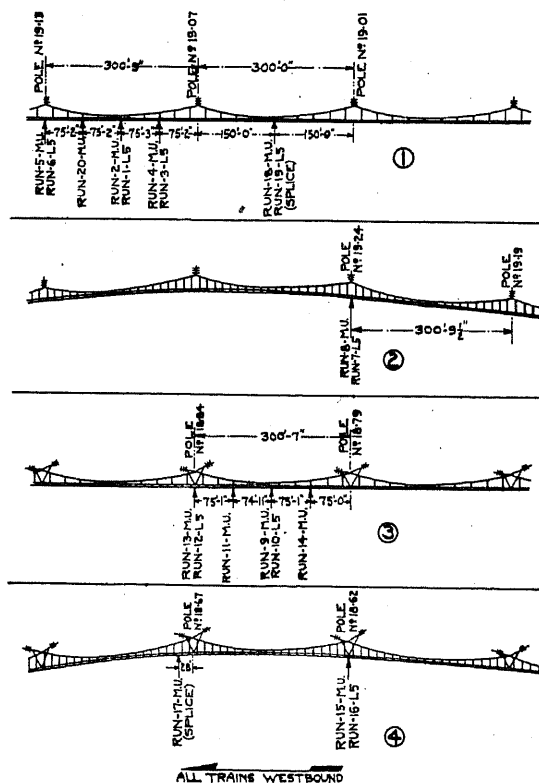 POLE Nº 19-13
POLE Nº 19-07
POLE Nº 19-01
300'-9"
300'-0"
75'-2"
75'-2"
75'-3"
75'-2"
150'-0"
150'-0"
RUN-5-M.U.
RUN-6-L5
RUN-20-M.U.
RUN-2-M.U.
RUN-1-L5
RUN-4-M.U.
RUN-3-L5
RUN-18-M.U.
RUN-19-L5
(SPLICE)
1
POLE
Nº 19-24
POLE
Nº 19-19
300'-9 1/2"
RUN-8-M.U.
RUN-7-L5
2
POLE
Nº 18-84
POLE
Nº 18-79
300'-7"
75'-1"
74'-11"
75'-1"
75'-0"
RUN-13-M.U.
RUN-12-L5
RUN-11-M.U.
RUN-9-M.U.
RUN-10-L5
RUN-14-M.U.
3
POLE
Nº 18-67
POLE
Nº 18-62
RUN-17-M.U.
(SPLICE)
RUN-15-M.U.
RUN-16-L5
4
ALL TRAINS WESTBOUND